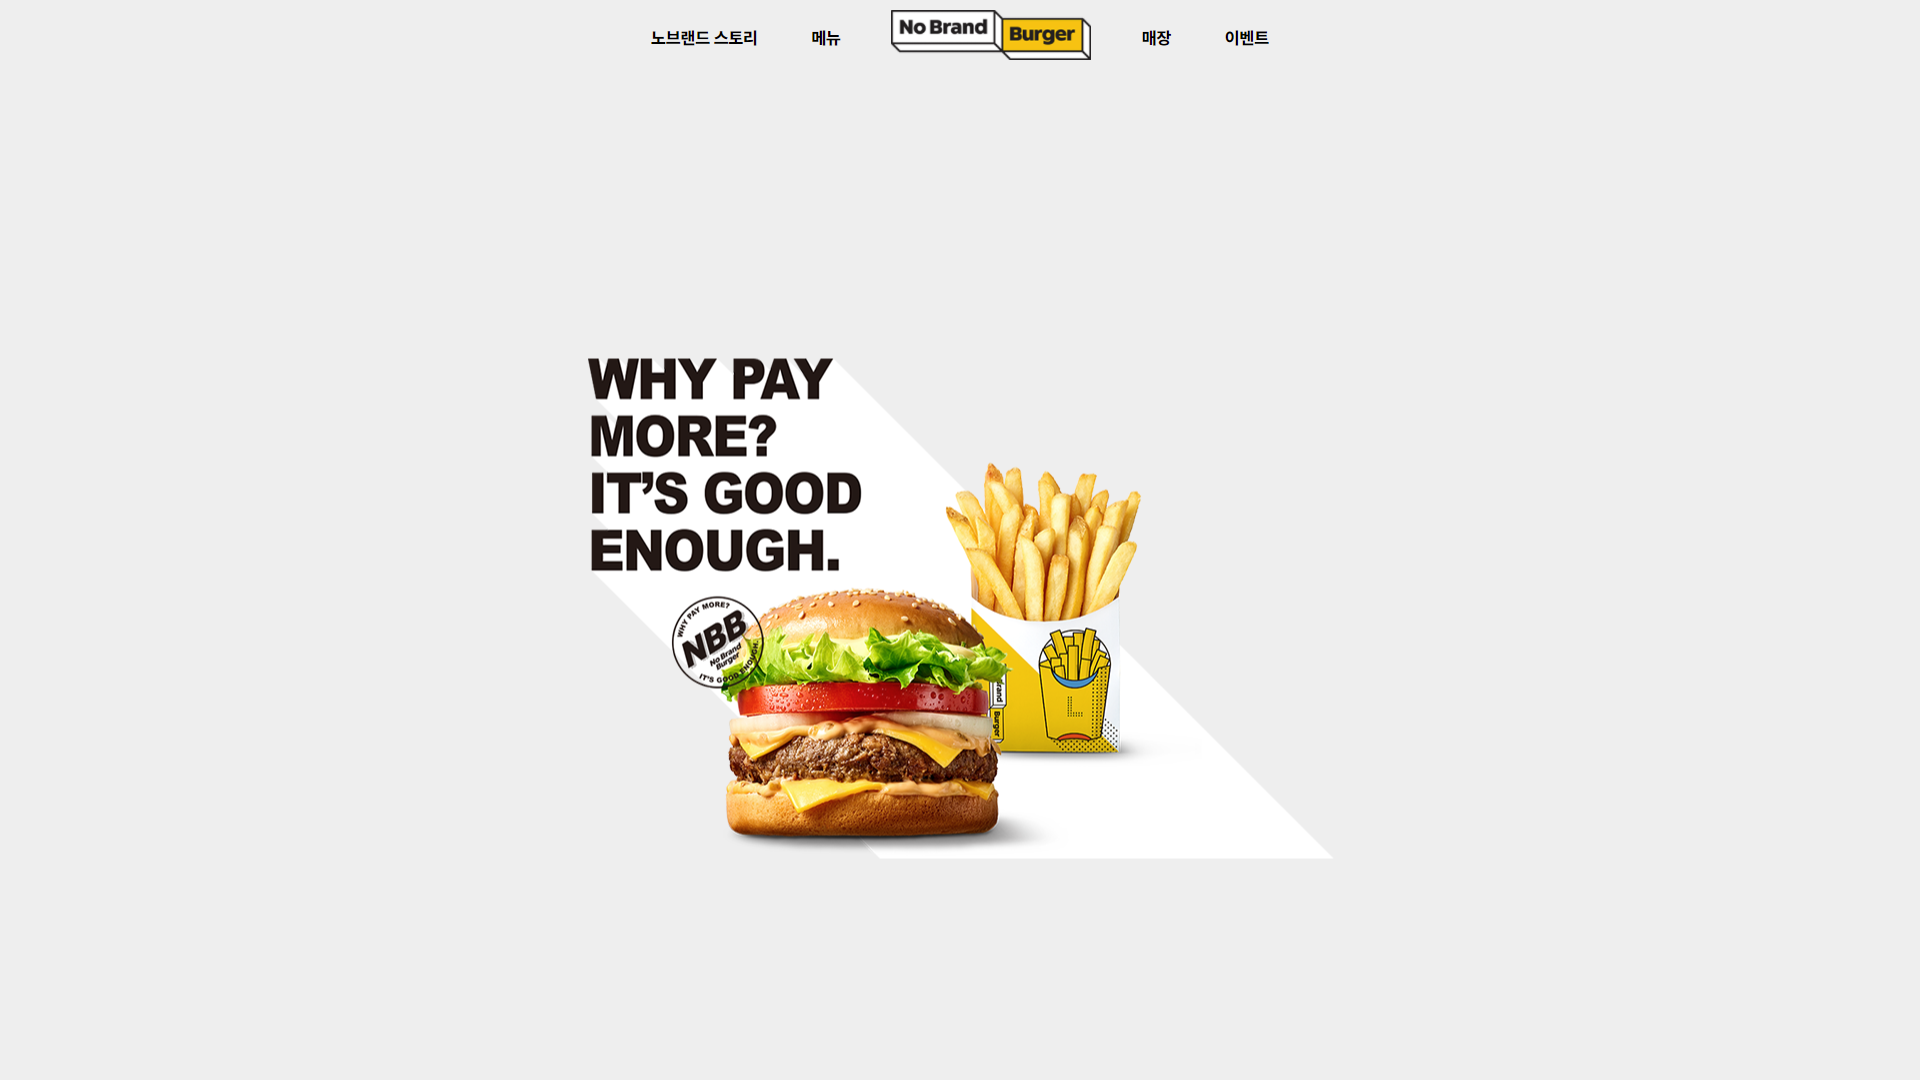 노브랜드 스토리
메뉴
No Brand
Burger
매장
이벤트
WHY PAY
MORE?
IT’S GOOD
ENOUGH.
WHY PAY MORE?
NBB
No Brand
Burger
IT'S GOOD ENOUGH.
Burger
L